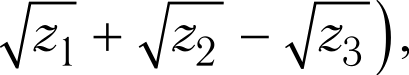 √z₁ + √z₂ − √z₃ ),